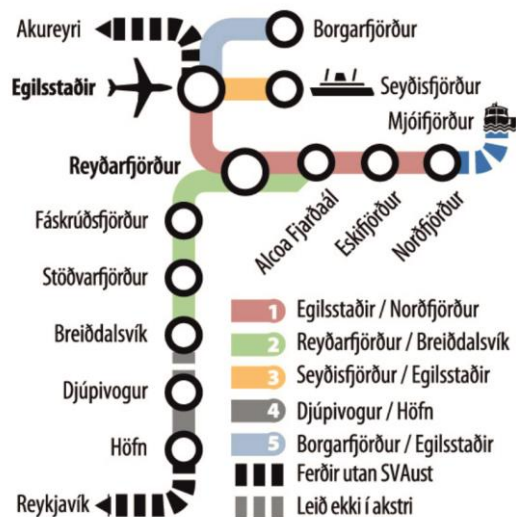 Akureyri
Borgarfjörður
Egilsstaðir
Seyðisfjörður
Mjóifjörður
Reyðarfjörður
Alcoa Fjarðaál
Eskifjörður
Norðfjörður
Fáskrúðsfjörður
Stöðvarfjörður
Breiðdalsvík
Djúpivogur
Höfn
Reykjavík
1 Egilsstaðir / Norðfjörður
2 Reyðarfjörður / Breiðdalsvík
3 Seyðisfjörður / Egilsstaðir
4 Djúpivogur / Höfn
5 Borgarfjörður / Egilsstaðir
Ferðir utan SVAust
Leið ekki í akstri